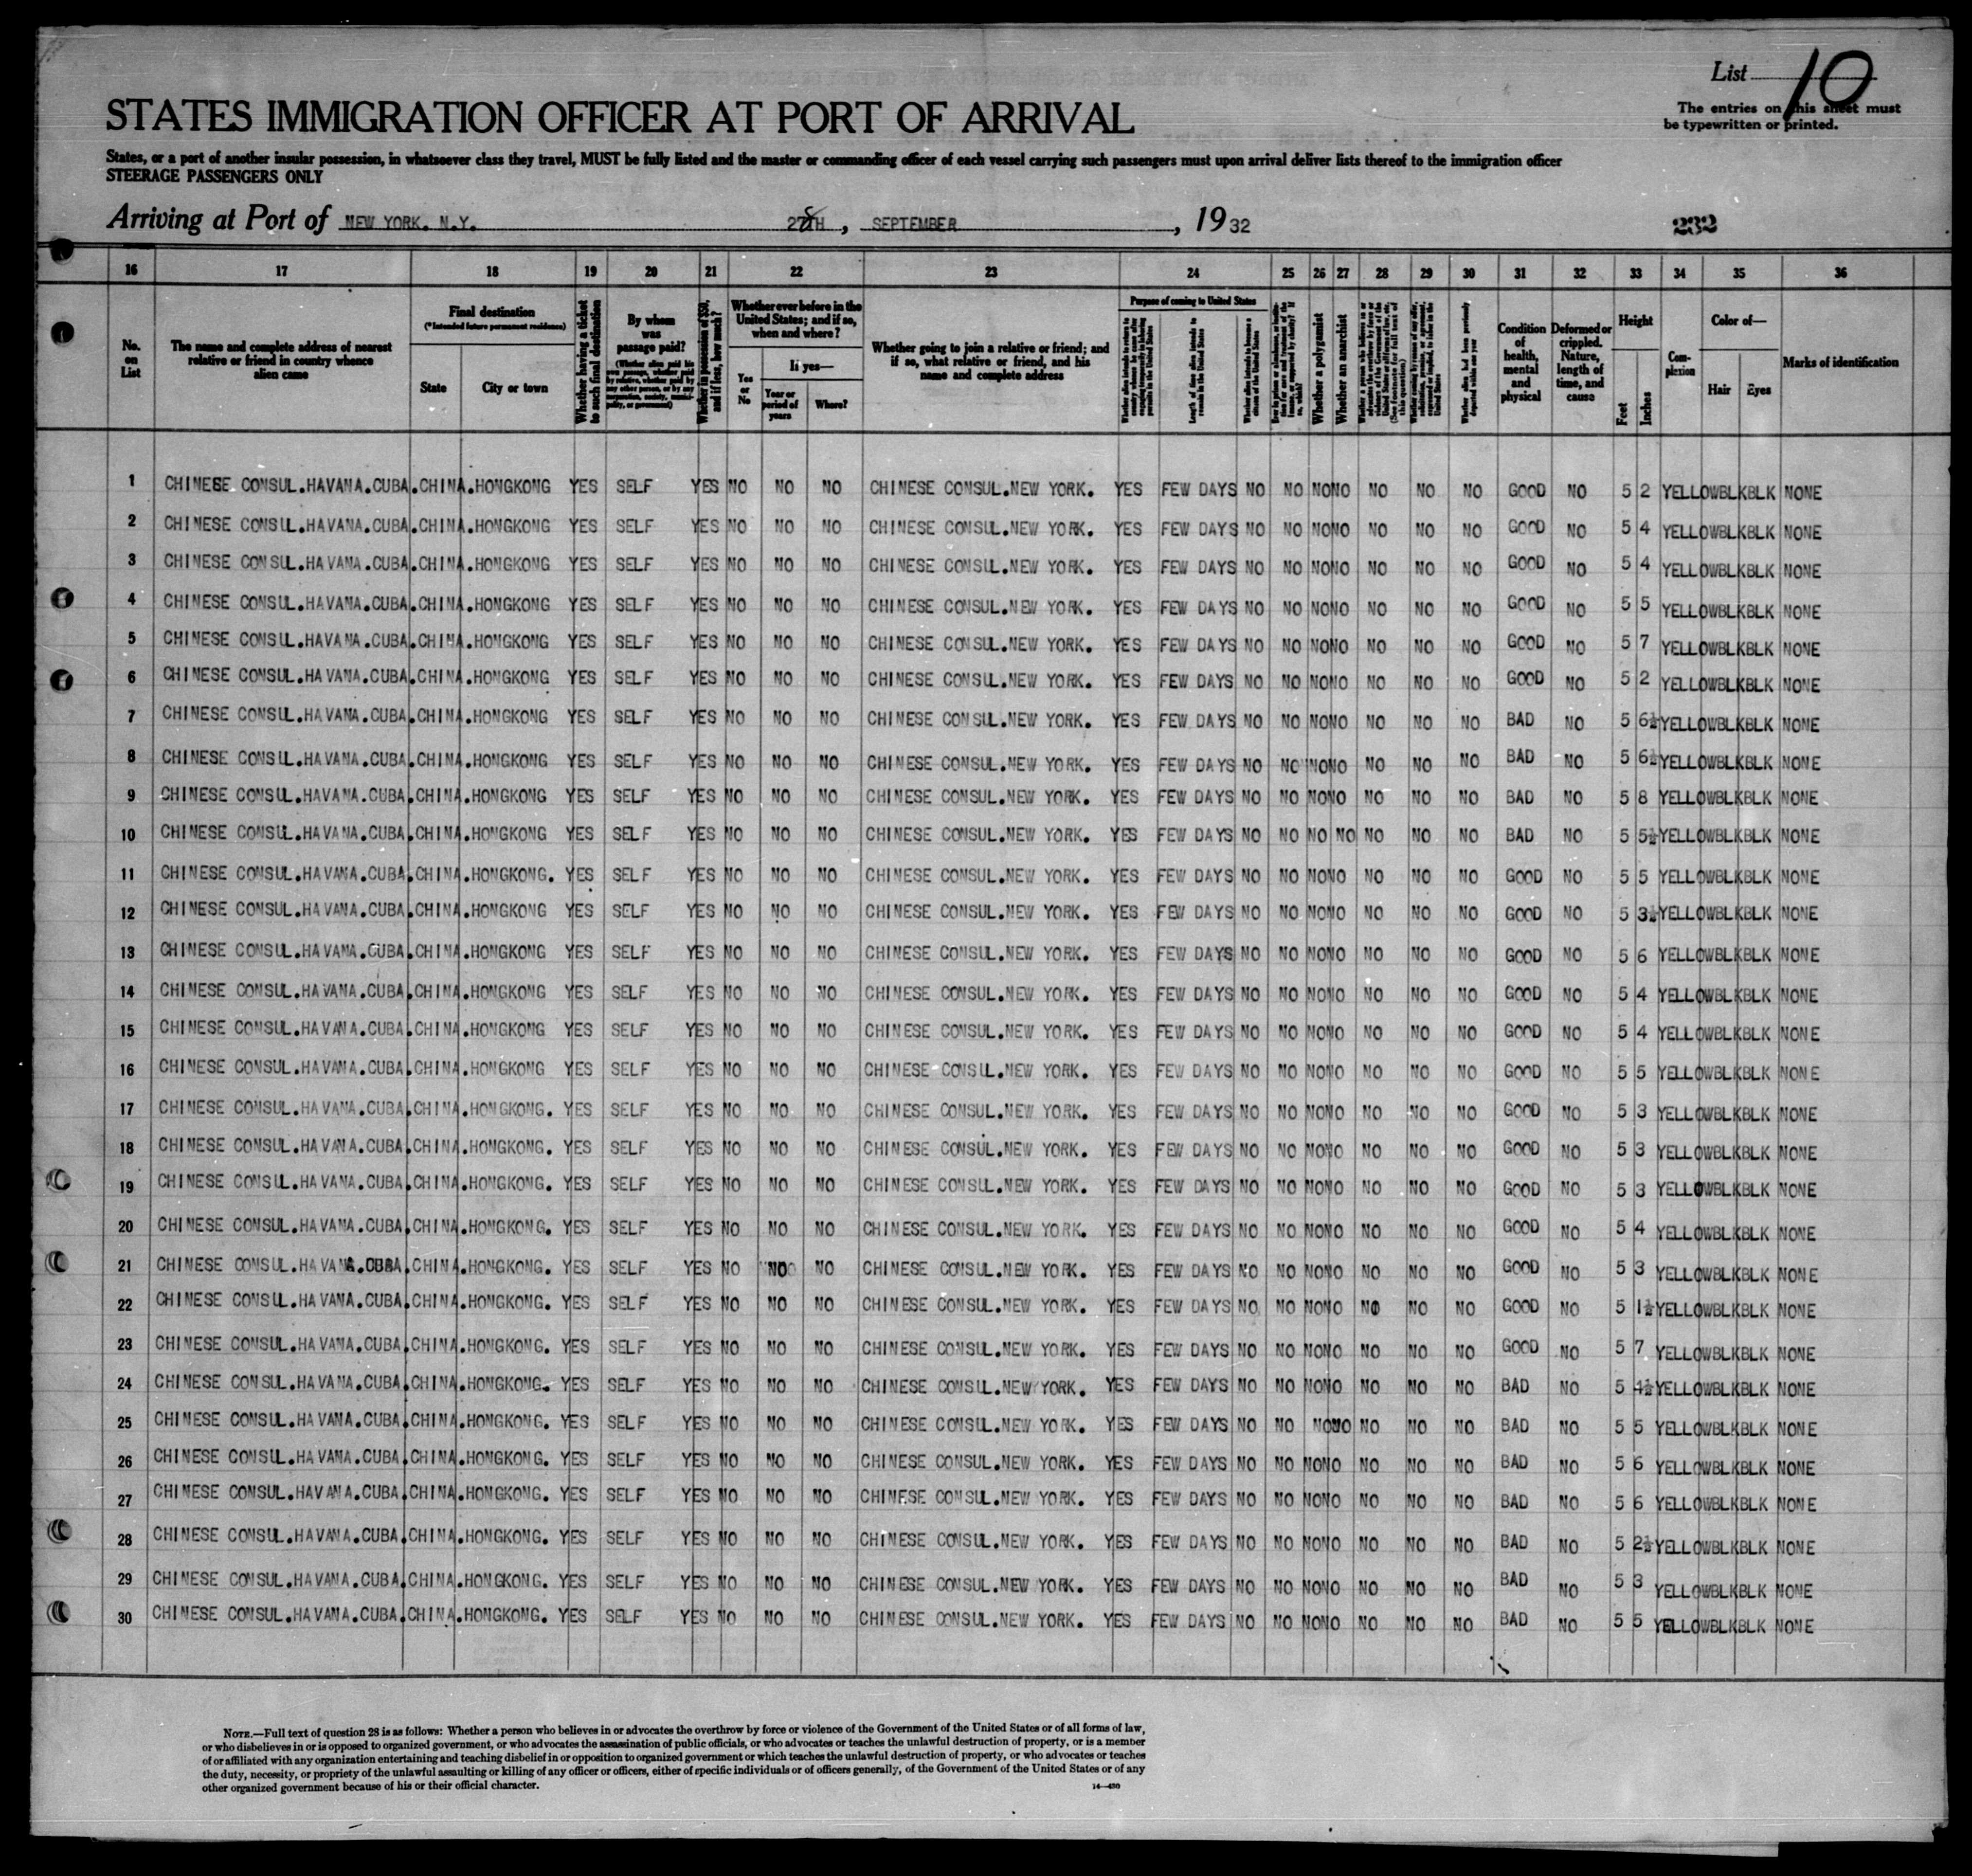 List 10
The entries on this sheet must
be typewritten or printed.
STATES IMMIGRATION OFFICER AT PORT OF ARRIVAL
States, or a port of another insular possession, in whatsoever class they travel, MUST be fully listed and the master or commanding officer of each vessel carrying such passengers must upon arrival deliver lists thereof to the immigration officer
STEERAGE PASSENGERS ONLY
Arriving at Port of NEW YORK. N.Y. 28TH, SEPTEMBER, 1932 232
16 17 18 19 20 21 22 23 24 25 26 27 28 29 30 31 32 33 34 35 36
No. on List
The name and complete address of nearest relative or friend in country whence alien came
Final destination
(*Intended future permanent residence)
State City or town
Whether having a ticket to such final destination
By whom was passage paid?
Whether in possession of $50, and if less, how much?
Whether ever before in the United States; and if so, when and where?
Yes or No
If yes—
Year or period of years Where?
Whether going to join a relative or friend; and if so, what relative or friend, and his name and complete address
Purpose of coming to United States
Length of time alien intends to remain in the United States
Whether a polygamist
Whether an anarchist
Condition of health, mental and physical
Deformed or crippled. Nature, length of time, and cause
Height
Feet Inches
Complexion
Color of—
Hair Eyes
Marks of identification
1 CHINESE CONSUL.HAVANA.CUBA.CHINA.HONGKONG YES SELF YES NO NO NO CHINESE CONSUL.NEW YORK. YES FEW DAYS NO NO NO NO NO NO NO GOOD NO 5 2 YELLOW BLK BLK NONE
2 CHINESE CONSUL.HAVANA.CUBA.CHINA.HONGKONG YES SELF YES NO NO NO CHINESE CONSUL.NEW YORK. YES FEW DAYS NO NO NO NO NO NO NO GOOD NO 5 4 YELLOW BLK BLK NONE
3 CHINESE CONSUL.HAVANA.CUBA.CHINA.HONGKONG YES SELF YES NO NO NO CHINESE CONSUL.NEW YORK. YES FEW DAYS NO NO NO NO NO NO NO GOOD NO 5 4 YELLOW BLK BLK NONE
4 CHINESE CONSUL.HAVANA.CUBA.CHINA.HONGKONG YES SELF YES NO NO NO CHINESE CONSUL.NEW YORK. YES FEW DAYS NO NO NO NO NO NO NO GOOD NO 5 5 YELLOW BLK BLK NONE
5 CHINESE CONSUL.HAVANA.CUBA.CHINA.HONGKONG YES SELF YES NO NO NO CHINESE CONSUL.NEW YORK. YES FEW DAYS NO NO NO NO NO NO NO GOOD NO 5 7 YELLOW BLK BLK NONE
6 CHINESE CONSUL.HAVANA.CUBA.CHINA.HONGKONG YES SELF YES NO NO NO CHINESE CONSUL.NEW YORK. YES FEW DAYS NO NO NO NO NO NO NO GOOD NO 5 2 YELLOW BLK BLK NONE
7 CHINESE CONSUL.HAVANA.CUBA.CHINA.HONGKONG YES SELF YES NO NO NO CHINESE CONSUL.NEW YORK. YES FEW DAYS NO NO NO NO NO NO NO BAD NO 5 6½ YELLOW BLK BLK NONE
8 CHINESE CONSUL.HAVANA.CUBA.CHINA.HONGKONG YES SELF YES NO NO NO CHINESE CONSUL.NEW YORK. YES FEW DAYS NO NO NO NO NO NO NO BAD NO 5 6½ YELLOW BLK BLK NONE
9 CHINESE CONSUL.HAVANA.CUBA.CHINA.HONGKONG YES SELF YES NO NO NO CHINESE CONSUL.NEW YORK. YES FEW DAYS NO NO NO NO NO NO NO BAD NO 5 8 YELLOW BLK BLK NONE
10 CHINESE CONSUL.HAVANA.CUBA.CHINA.HONGKONG YES SELF YES NO NO NO CHINESE CONSUL.NEW YORK. YES FEW DAYS NO NO NO NO NO NO NO BAD NO 5 5½ YELLOW BLK BLK NONE
11 CHINESE CONSUL.HAVANA.CUBA.CHINA.HONGKONG. YES SELF YES NO NO NO CHINESE CONSUL.NEW YORK. YES FEW DAYS NO NO NO NO NO NO NO GOOD NO 5 5 YELLOW BLK BLK NONE
12 CHINESE CONSUL.HAVANA.CUBA.CHINA.HONGKONG YES SELF YES NO NO NO CHINESE CONSUL.NEW YORK. YES FEW DAYS NO NO NO NO NO NO NO GOOD NO 5 3½ YELLOW BLK BLK NONE
13 CHINESE CONSUL.HAVANA.CUBA.CHINA.HONGKONG YES SELF YES NO NO NO CHINESE CONSUL.NEW YORK. YES FEW DAYS NO NO NO NO NO NO NO GOOD NO 5 6 YELLOW BLK BLK NONE
14 CHINESE CONSUL.HAVANA.CUBA.CHINA.HONGKONG YES SELF YES NO NO NO CHINESE CONSUL.NEW YORK. YES FEW DAYS NO NO NO NO NO NO NO GOOD NO 5 4 YELLOW BLK BLK NONE
15 CHINESE CONSUL.HAVANA.CUBA.CHINA.HONGKONG YES SELF YES NO NO NO CHINESE CONSUL.NEW YORK. YES FEW DAYS NO NO NO NO NO NO NO GOOD NO 5 4 YELLOW BLK BLK NONE
16 CHINESE CONSUL.HAVANA.CUBA.CHINA.HONGKONG YES SELF YES NO NO NO CHINESE CONSUL.NEW YORK. YES FEW DAYS NO NO NO NO NO NO NO GOOD NO 5 5 YELLOW BLK BLK NONE
17 CHINESE CONSUL.HAVANA.CUBA.CHINA.HONGKONG. YES SELF YES NO NO NO CHINESE CONSUL.NEW YORK. YES FEW DAYS NO NO NO NO NO NO NO GOOD NO 5 3 YELLOW BLK BLK NONE
18 CHINESE CONSUL.HAVANA.CUBA.CHINA.HONGKONG. YES SELF YES NO NO NO CHINESE CONSUL.NEW YORK. YES FEW DAYS NO NO NO NO NO NO NO GOOD NO 5 3 YELLOW BLK BLK NONE
19 CHINESE CONSUL.HAVANA.CUBA.CHINA.HONGKONG. YES SELF YES NO NO NO CHINESE CONSUL.NEW YORK. YES FEW DAYS NO NO NO NO NO NO NO GOOD NO 5 3 YELLOW BLK BLK NONE
20 CHINESE CONSUL.HAVANA.CUBA.CHINA.HONGKONG. YES SELF YES NO NO NO CHINESE CONSUL.NEW YORK. YES FEW DAYS NO NO NO NO NO NO NO GOOD NO 5 4 YELLOW BLK BLK NONE
21 CHINESE CONSUL.HAVANA.CUBA.CHINA.HONGKONG. YES SELF YES NO NO NO CHINESE CONSUL.NEW YORK. YES FEW DAYS NO NO NO NO NO NO NO GOOD NO 5 3 YELLOW BLK BLK NONE
22 CHINESE CONSUL.HAVANA.CUBA.CHINA.HONGKONG. YES SELF YES NO NO NO CHINESE CONSUL.NEW YORK. YES FEW DAYS NO NO NO NO NO NO NO GOOD NO 5 1½ YELLOW BLK BLK NONE
23 CHINESE CONSUL.HAVANA.CUBA.CHINA.HONGKONG. YES SELF YES NO NO NO CHINESE CONSUL.NEW YORK. YES FEW DAYS NO NO NO NO NO NO NO GOOD NO 5 7 YELLOW BLK BLK NONE
24 CHINESE CONSUL.HAVANA.CUBA.CHINA.HONGKONG. YES SELF YES NO NO NO CHINESE CONSUL.NEW YORK. YES FEW DAYS NO NO NO NO NO NO NO BAD NO 5 4½ YELLOW BLK BLK NONE
25 CHINESE CONSUL.HAVANA.CUBA.CHINA.HONGKONG. YES SELF YES NO NO NO CHINESE CONSUL.NEW YORK. YES FEW DAYS NO NO NO NO NO NO NO BAD NO 5 5 YELLOW BLK BLK NONE
26 CHINESE CONSUL.HAVANA.CUBA.CHINA.HONGKONG. YES SELF YES NO NO NO CHINESE CONSUL.NEW YORK. YES FEW DAYS NO NO NO NO NO NO NO BAD NO 5 6 YELLOW BLK BLK NONE
27 CHINESE CONSUL.HAVANA.CUBA.CHINA.HONGKONG. YES SELF YES NO NO NO CHINESE CONSUL.NEW YORK. YES FEW DAYS NO NO NO NO NO NO NO BAD NO 5 6 YELLOW BLK BLK NONE
28 CHINESE CONSUL.HAVANA.CUBA.CHINA.HONGKONG. YES SELF YES NO NO NO CHINESE CONSUL.NEW YORK. YES FEW DAYS NO NO NO NO NO NO NO BAD NO 5 2½ YELLOW BLK BLK NONE
29 CHINESE CONSUL.HAVANA.CUBA.CHINA.HONGKONG. YES SELF YES NO NO NO CHINESE CONSUL.NEW YORK. YES FEW DAYS NO NO NO NO NO NO NO BAD NO 5 3 YELLOW BLK BLK NONE
30 CHINESE CONSUL.HAVANA.CUBA.CHINA.HONGKONG. YES SELF YES NO NO NO CHINESE CONSUL.NEW YORK. YES FEW DAYS NO NO NO NO NO NO NO BAD NO 5 5 YELLOW BLK BLK NONE
NOTE.—Full text of question 28 is as follows: Whether a person who believes in or advocates the overthrow by force or violence of the Government of the United States or of all forms of law,
or who disbelieves in or is opposed to organized government, or who advocates the assassination of public officials, or who advocates or teaches the unlawful destruction of property, or is a member
of or affiliated with any organization entertaining and teaching disbelief in or opposition to organized government or which teaches the unlawful destruction of property, or who advocates or teaches
the duty, necessity, or propriety of the unlawful assaulting or killing of any officer or officers, either of specific individuals or of officers generally, of the Government of the United States or of any
other organized government because of his or their official character.
14—430